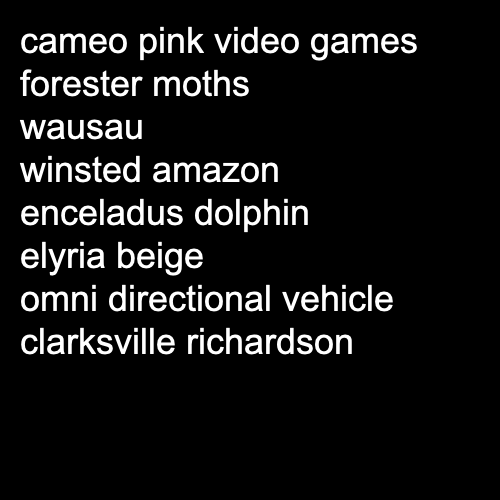 cameo pink video games
forester moths
wausau
winsted amazon
enceladus dolphin
elyria beige
omni directional vehicle
clarksville richardson